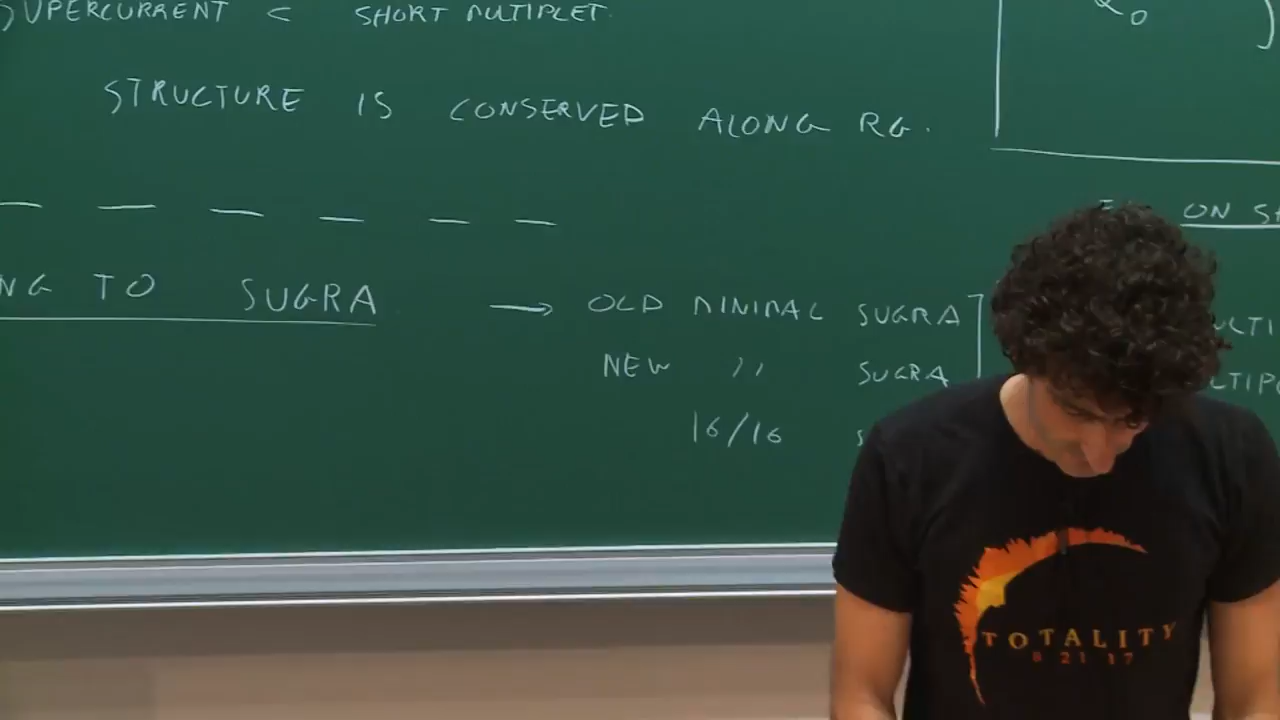 SUPERCURRENT < SHORT MULTIPLET.
STRUCTURE IS CONSERVED ALONG RG.
NG TO SUGRA → OLD MINIMAL SUGRA
NEW '' SUGRA
16/16 S
ON S
TOTALITY
8 21 17